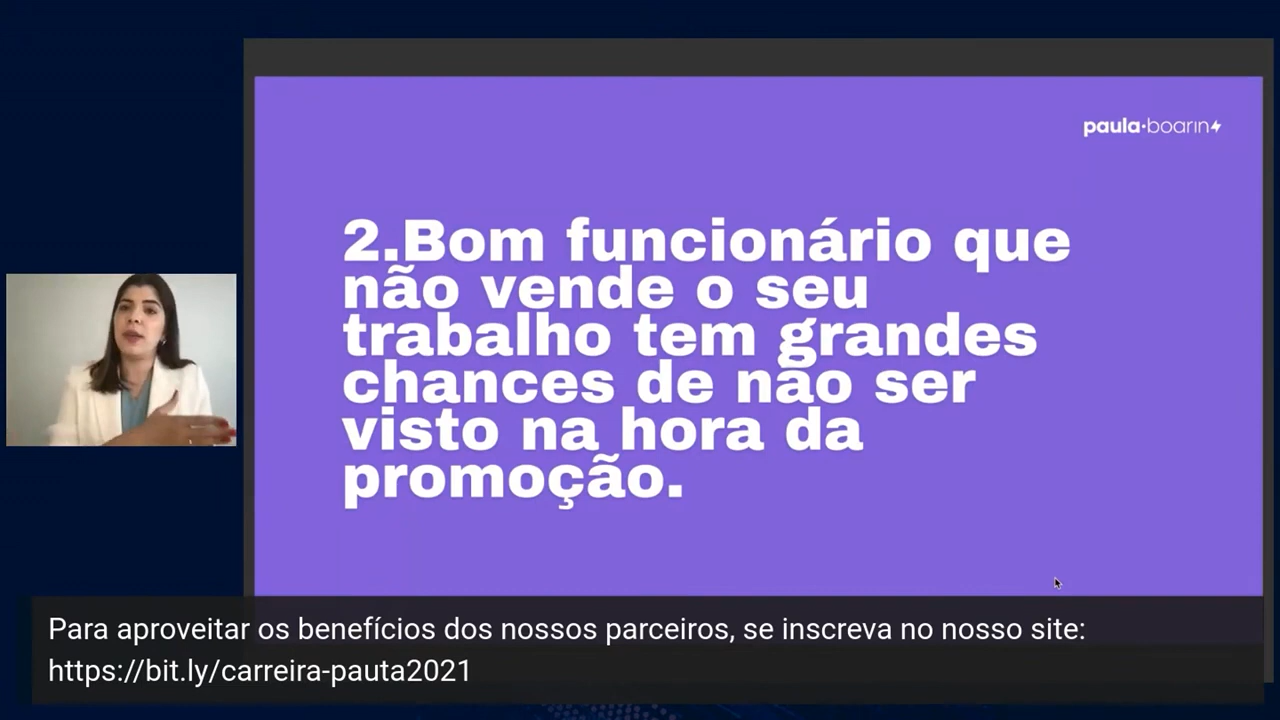 paula·boarin
2.Bom funcionário que
não vende o seu
trabalho tem grandes
chances de não ser
visto na hora da
promoção.
Para aproveitar os benefícios dos nossos parceiros, se inscreva no nosso site:
https://bit.ly/carreira-pauta2021